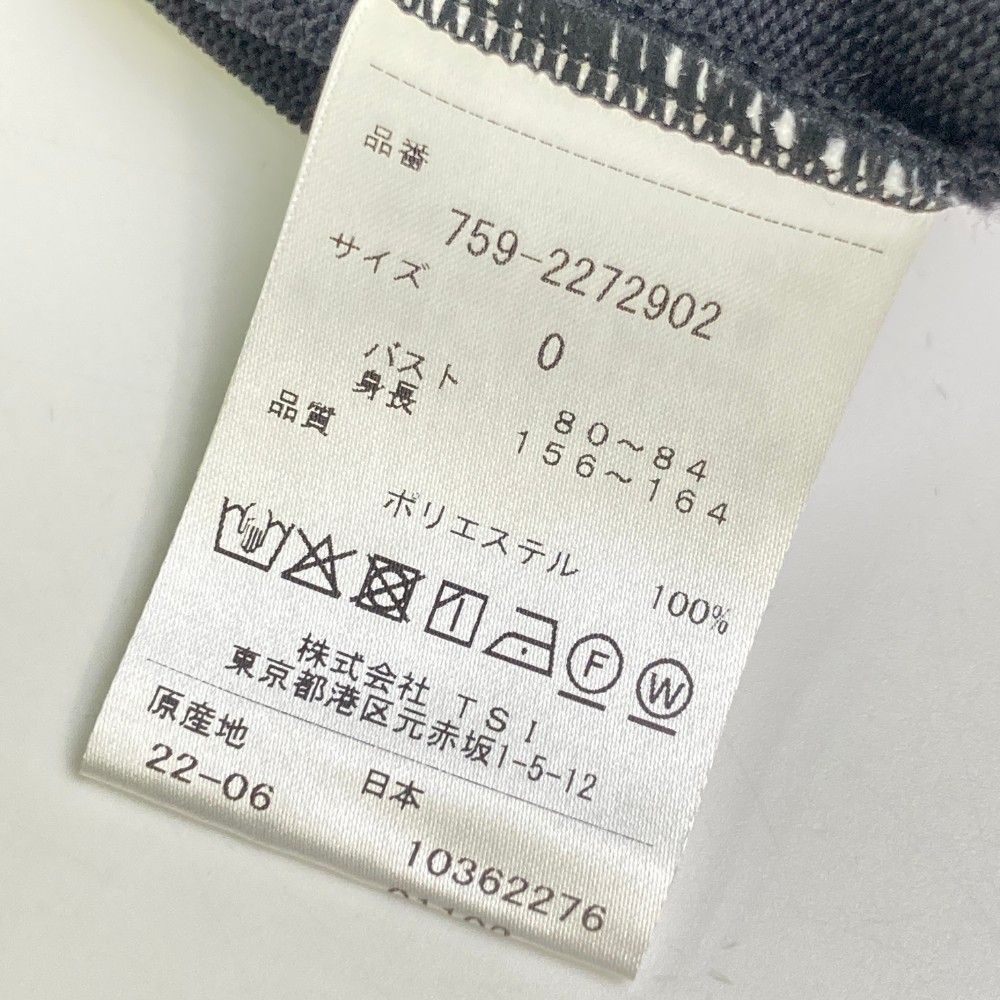 品番
759-2272902
サイズ
0
バスト 80～84
身長 156～164
品質
ポリエステル 100%
F W
株式会社 TSI
東京都港区元赤坂1-5-12
原産地 日本
22-06
10362276